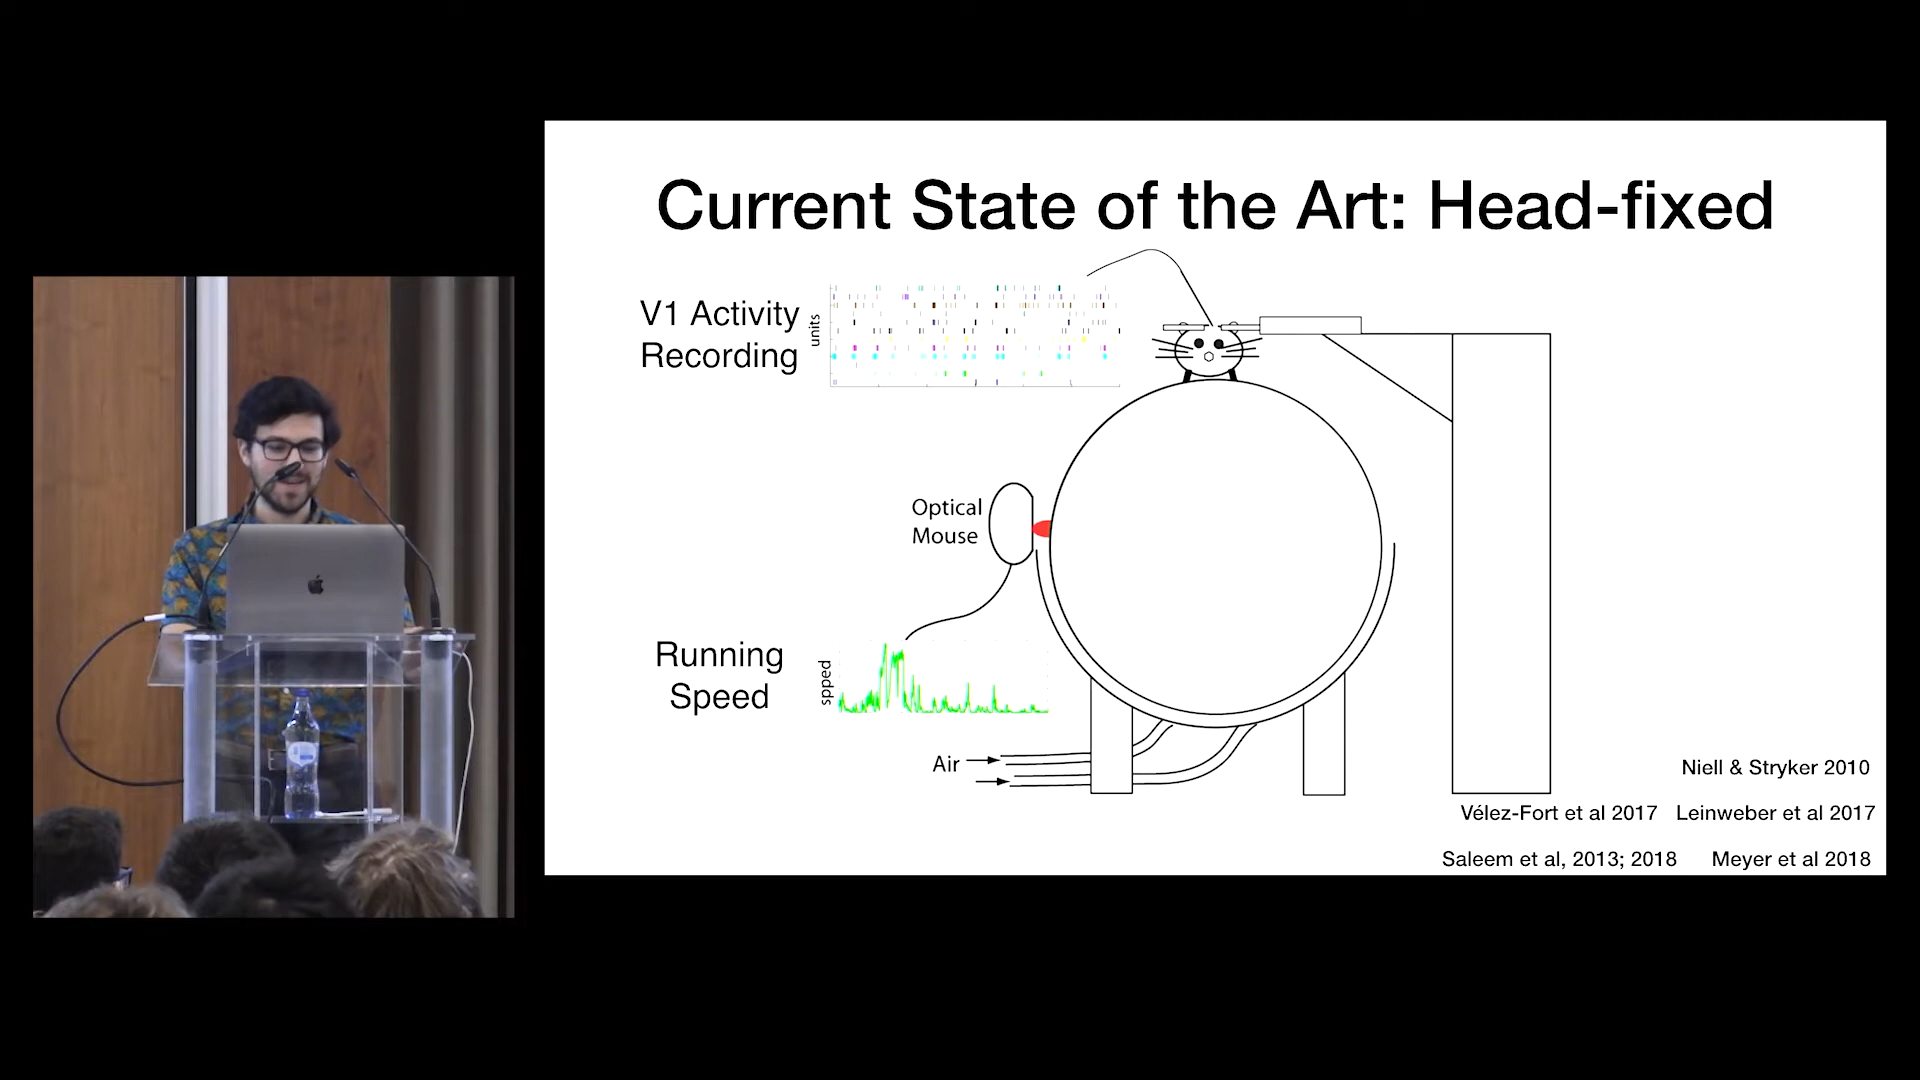 Current State of the Art: Head-fixed
V1 Activity
Recording
units
Optical
Mouse
Running
Speed
spped
Air
Niell & Stryker 2010
Vélez-Fort et al 2017 Leinweber et al 2017
Saleem et al, 2013; 2018 Meyer et al 2018